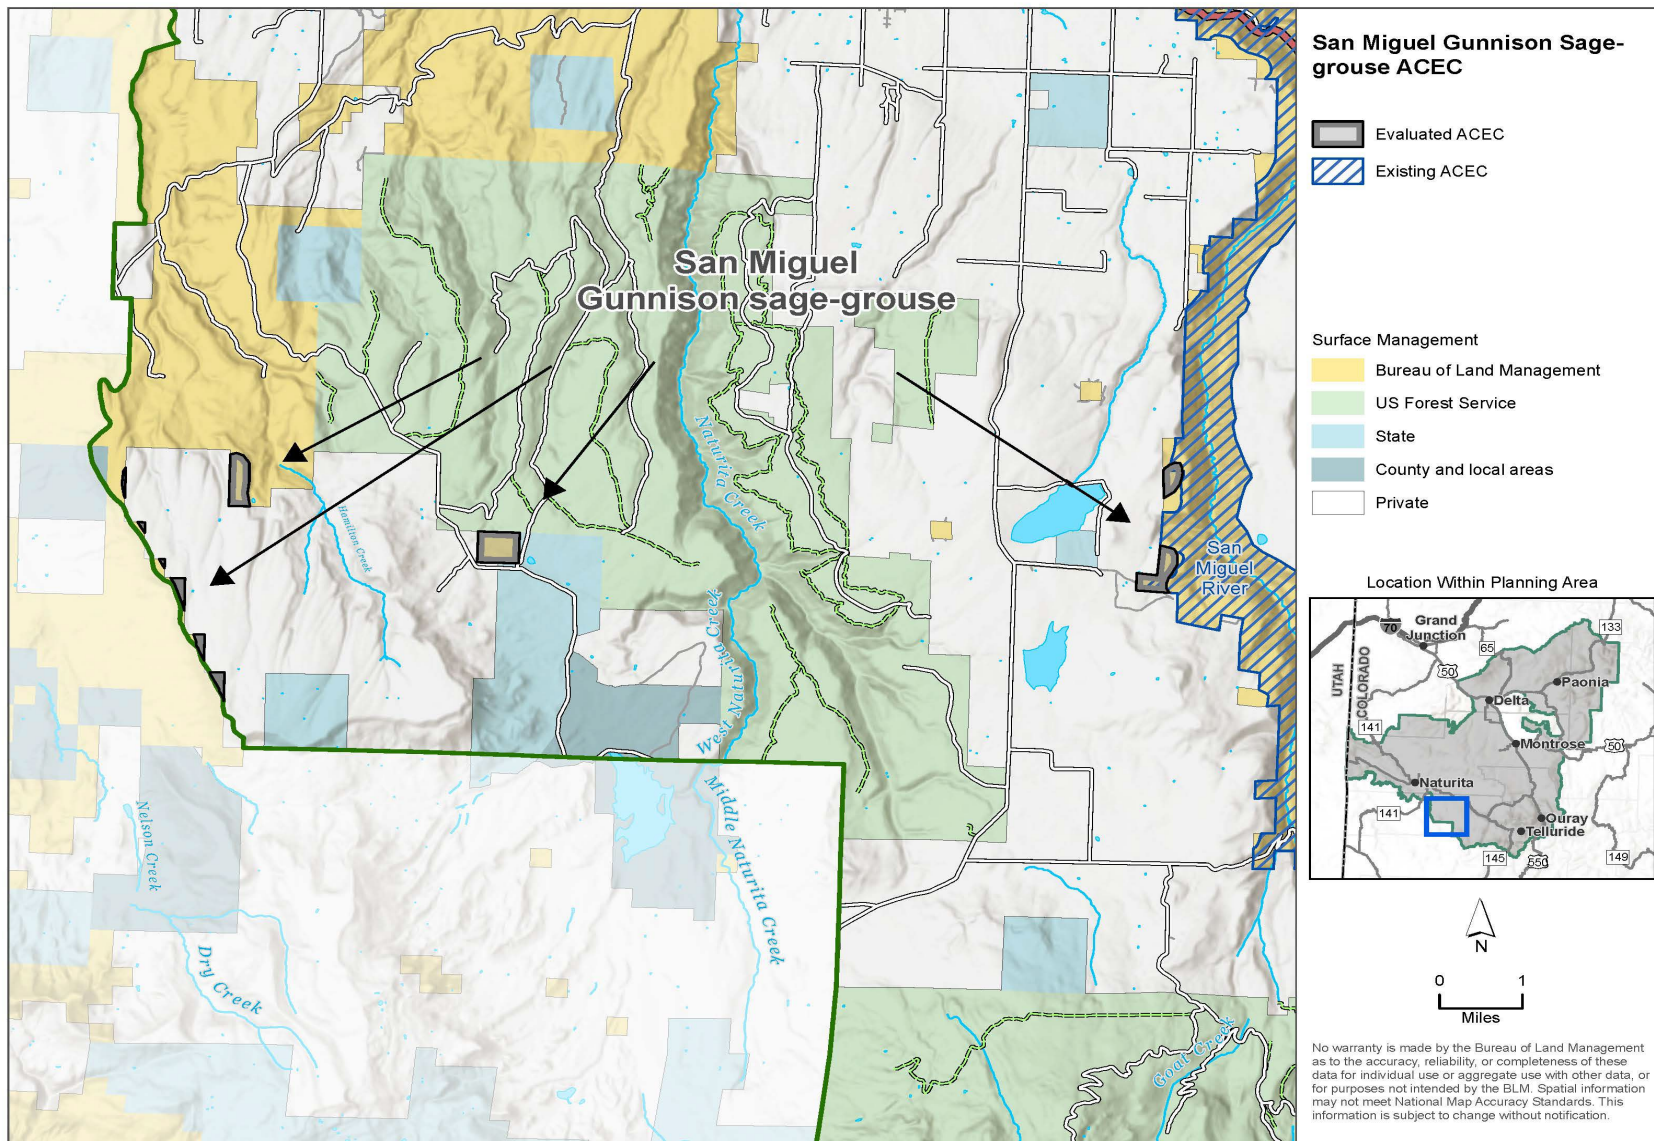 San Miguel Gunnison Sage-
grouse ACEC
Evaluated ACEC
Existing ACEC
Surface Management
Bureau of Land Management
US Forest Service
State
County and local areas
Private
San Miguel
Gunnison sage-grouse
Naturita Creek
Hamilton Creek
San
Miguel
River
West Naturita Creek
Middle Naturita Creek
Nelson Creek
Dry Creek
Goat Creek
Location Within Planning Area
70
Grand
Junction
133
65
50
UTAH
COLORADO
Paonia
Delta
141
Montrose
50
Naturita
141
Ouray
Telluride
145
550
149
N
0 1
Miles
No warranty is made by the Bureau of Land Management
as to the accuracy, reliability, or completeness of these
data for individual use or aggregate use with other data, or
for purposes not intended by the BLM. Spatial information
may not meet National Map Accuracy Standards. This
information is subject to change without notification.